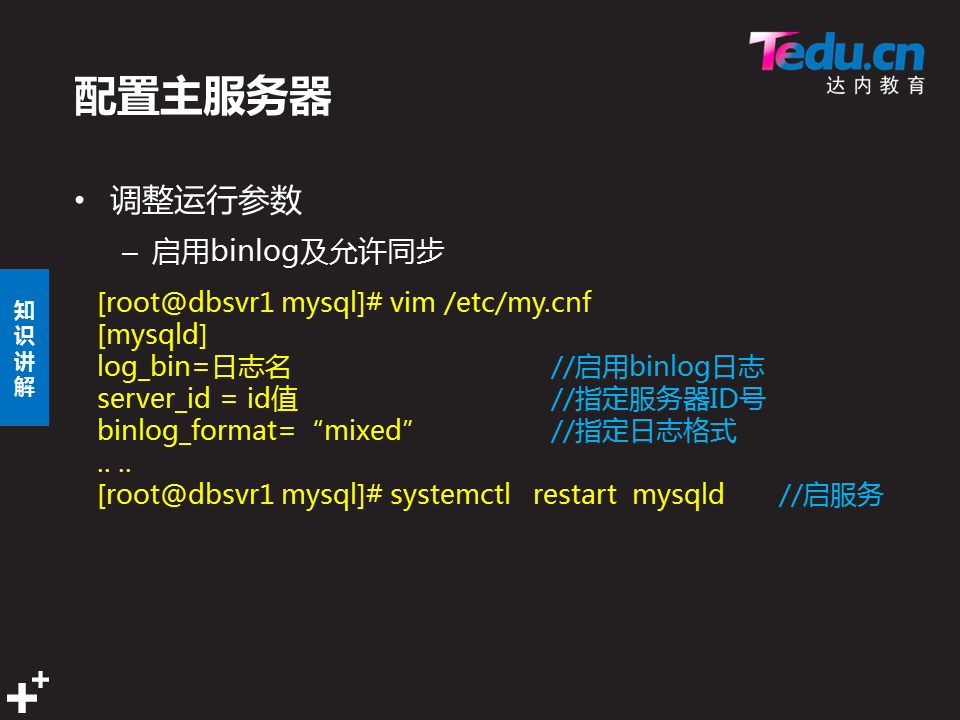 Tedu.cn
达内教育
配置主服务器
• 调整运行参数
– 启用binlog及允许同步
知识讲解
[root@dbsvr1 mysql]# vim /etc/my.cnf
[mysqld]
log_bin=日志名 //启用binlog日志
server_id = id值 //指定服务器ID号
binlog_format=“mixed” //指定日志格式
.. ..
[root@dbsvr1 mysql]# systemctl restart mysqld //启服务